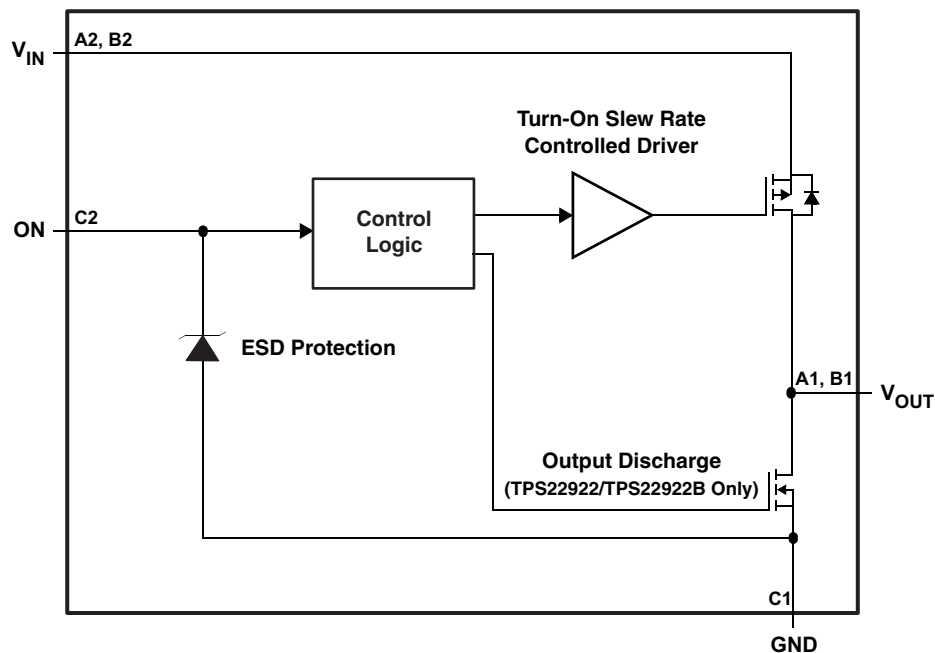 A2, B2
V_IN
Turn-On Slew Rate
Controlled Driver
C2
ON
Control
Logic
ESD Protection
A1, B1
V_OUT
Output Discharge
(TPS22922/TPS22922B Only)
C1
GND